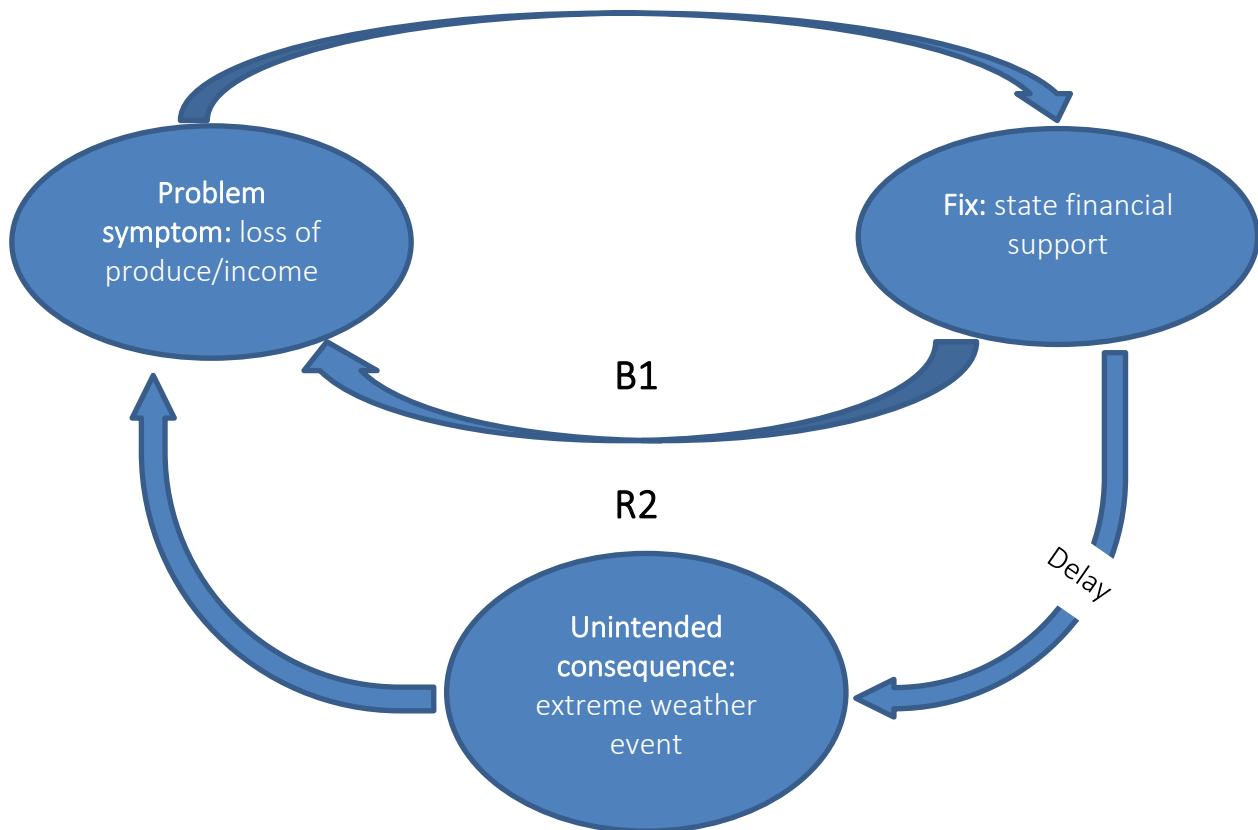 Problem
symptom: loss of
produce/income
Fix: state financial
support
B1
R2
Delay
Unintended
consequence:
extreme weather
event